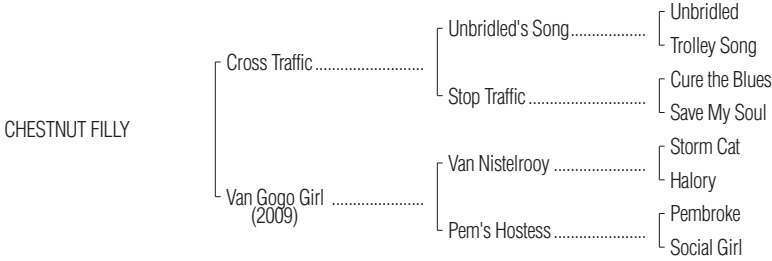 Unbridled
Unbridled's Song..................
Trolley Song
Cross Traffic..........................
Cure the Blues
Stop Traffic............................
Save My Soul
CHESTNUT FILLY
Storm Cat
Van Nistelrooy ......................
Halory
Van Gogo Girl ......................
(2009)
Pembroke
Pem's Hostess......................
Social Girl